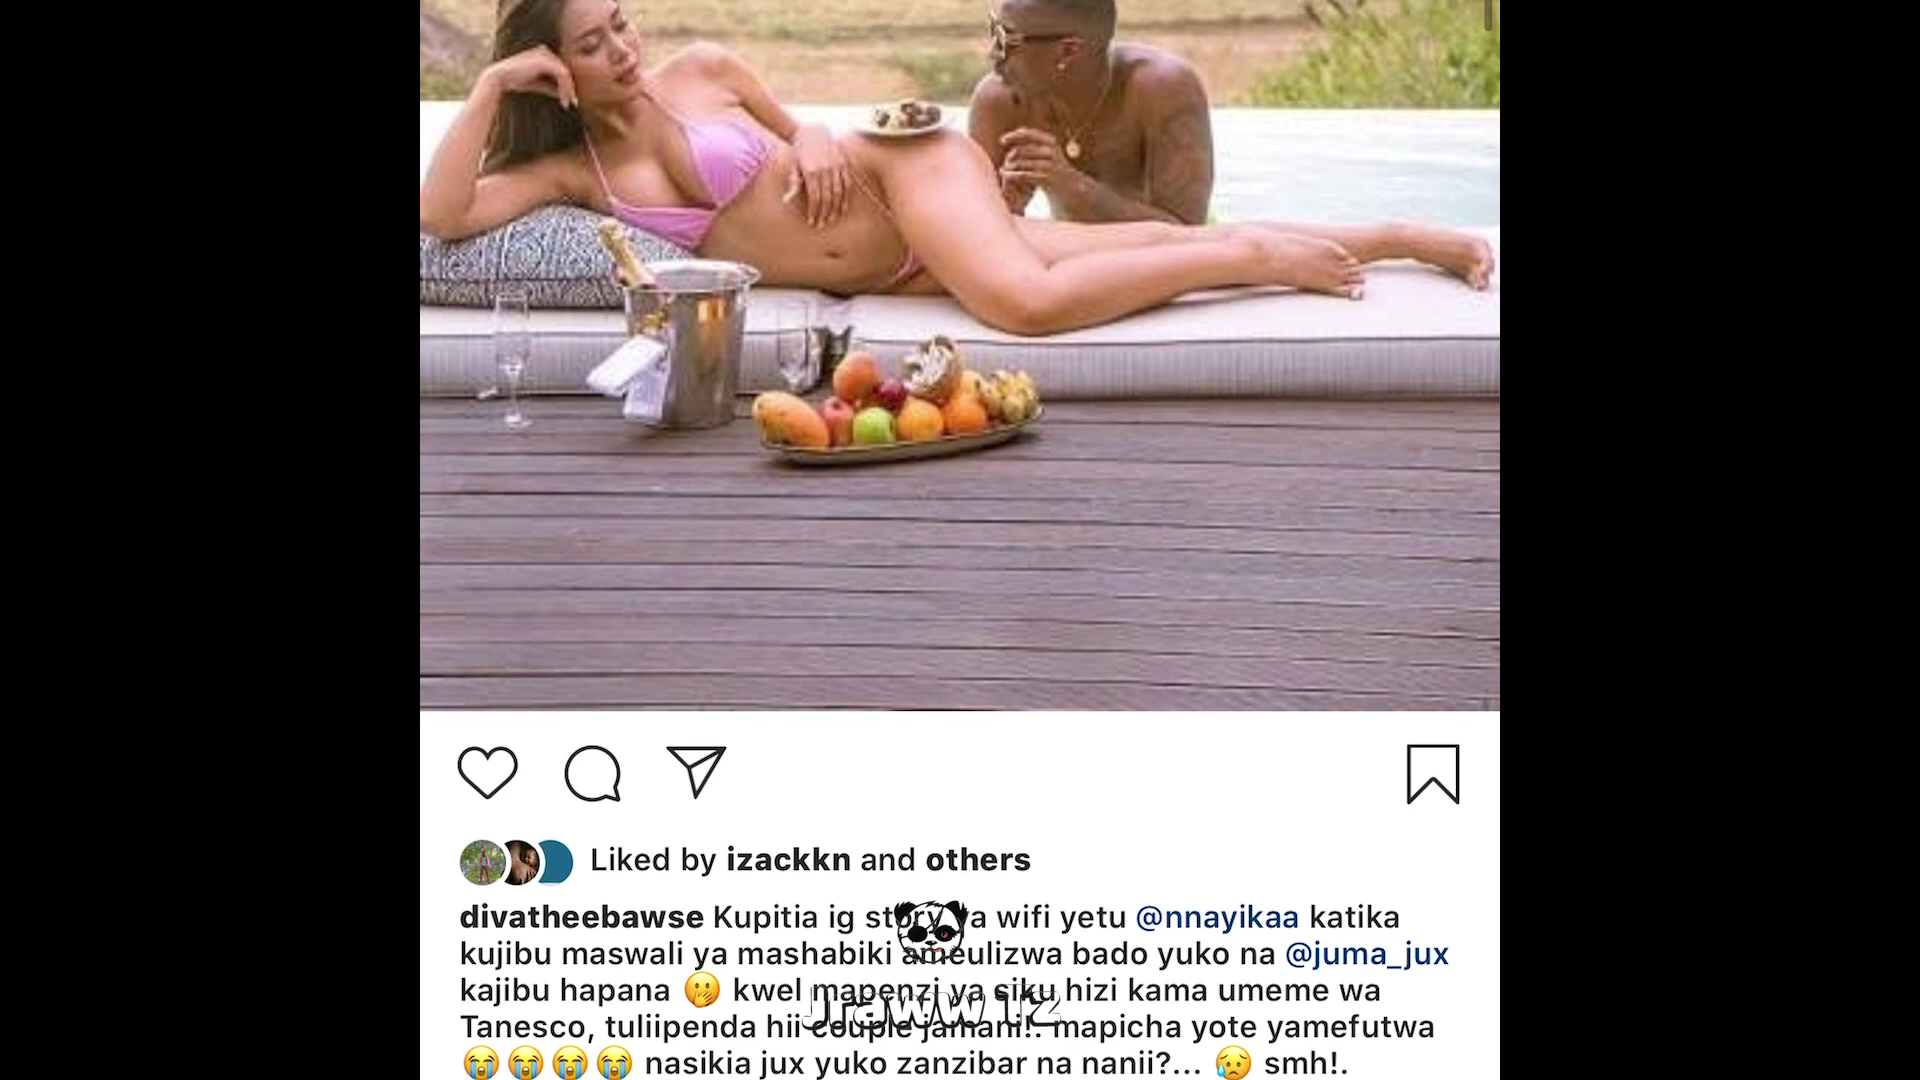 Liked by izackkn and others
divatheebawse Kupitia ig story ya wifi yetu @nnayikaa katika
kujibu maswali ya mashabiki ameulizwa bado yuko na @juma_jux
kajibu hapana 🤭 kwel mapenzi ya siku hizi kama umeme wa
Tanesco, tuliipenda hii couple jamani!. mapicha yote yamefutwa
😭😭😭😭 nasikia jux yuko zanzibar na nanii?... 😥 smh!.
Jraww Tz